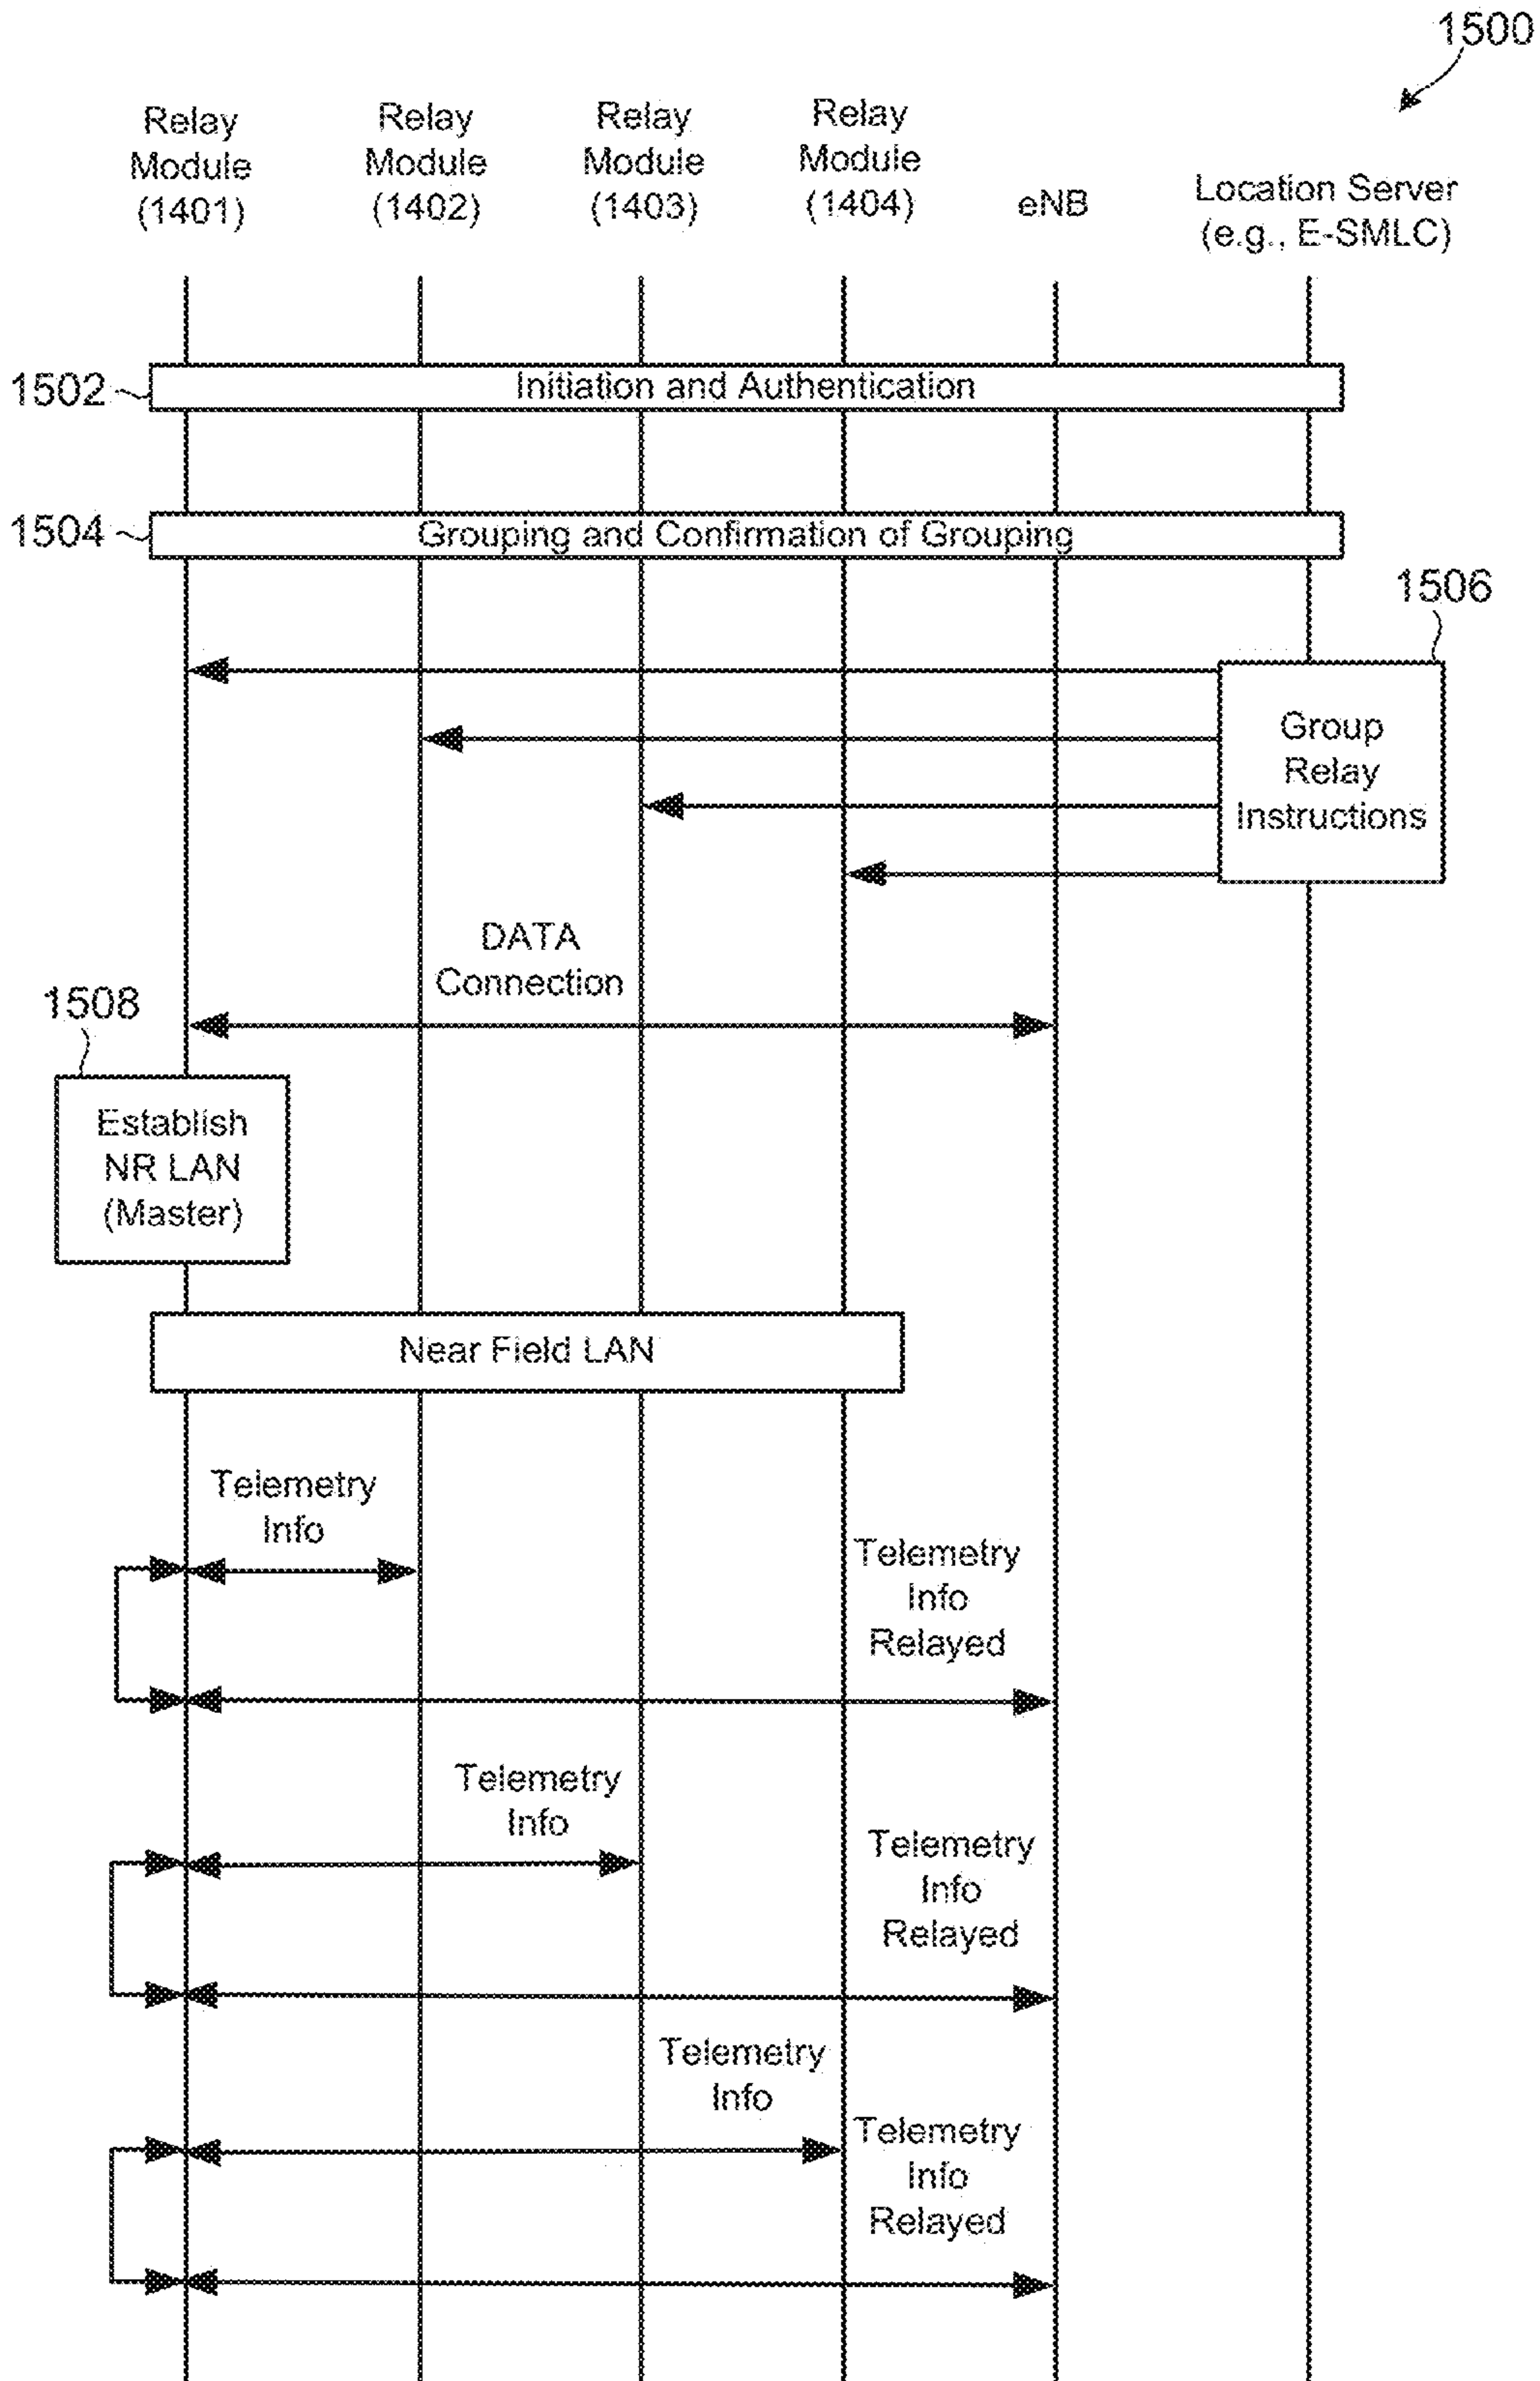 1500
Relay
Module
(1401)
Relay
Module
(1402)
Relay
Module
(1403)
Relay
Module
(1404)
eNB
Location Server
(e.g., E-SMLC)
1502
Initiation and Authentication
1504
Grouping and Confirmation of Grouping
1506
Group
Relay
Instructions
DATA
Connection
1508
Establish
NR LAN
(Master)
Near Field LAN
Telemetry
Info
Telemetry
Info
Relayed
Telemetry
Info
Telemetry
Info
Relayed
Telemetry
Info
Telemetry
Info
Relayed